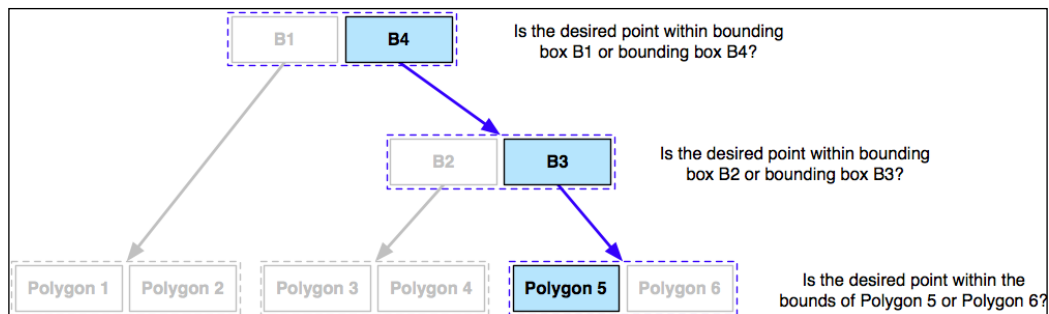 B1 B4
Is the desired point within bounding
box B1 or bounding box B4?
B2 B3
Is the desired point within bounding
box B2 or bounding box B3?
Polygon 1 Polygon 2 Polygon 3 Polygon 4 Polygon 5 Polygon 6
Is the desired point within the
bounds of Polygon 5 or Polygon 6?